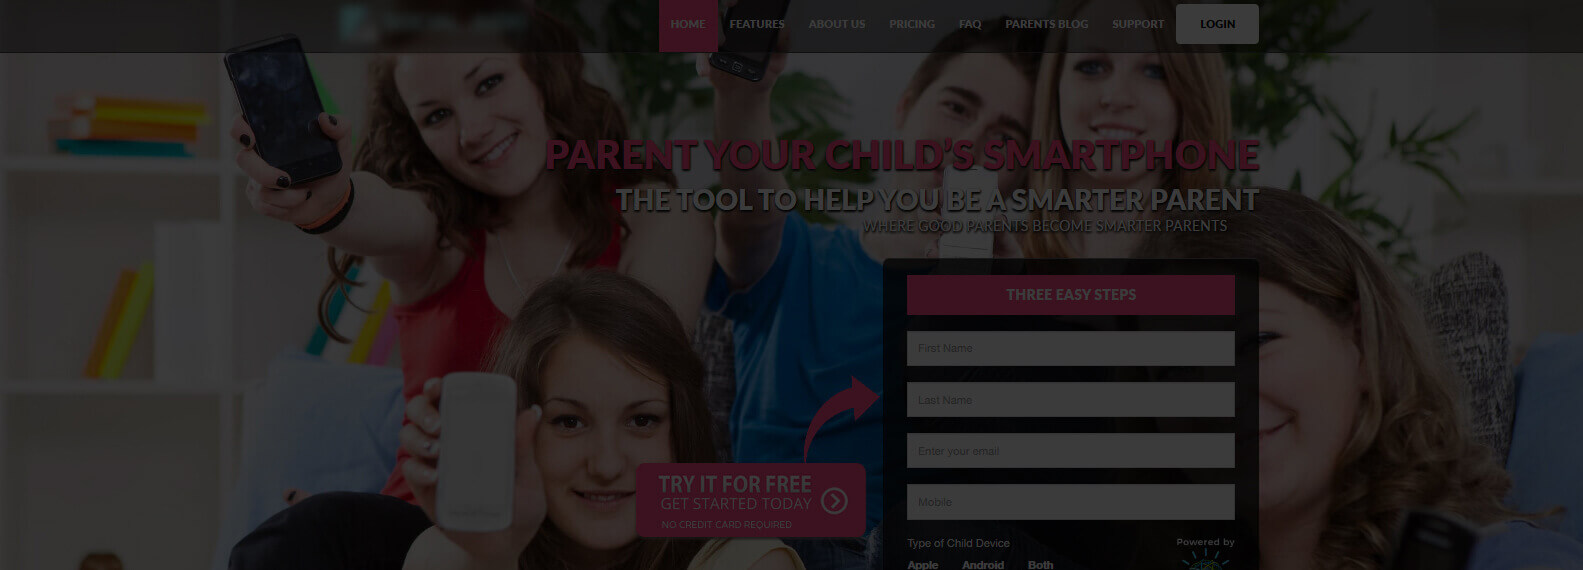 HOME FEATURES ABOUT US PRICING FAQ PARENTS BLOG SUPPORT LOGIN
PARENT YOUR CHILD'S SMARTPHONE
THE TOOL TO HELP YOU BE A SMARTER PARENT
WHERE GOOD PARENTS BECOME SMARTER PARENTS
THREE EASY STEPS
First Name
Last Name
Enter your email
Mobile
TRY IT FOR FREE
GET STARTED TODAY
NO CREDIT CARD REQUIRED
Type of Child Device
Powered by
Apple Android Both